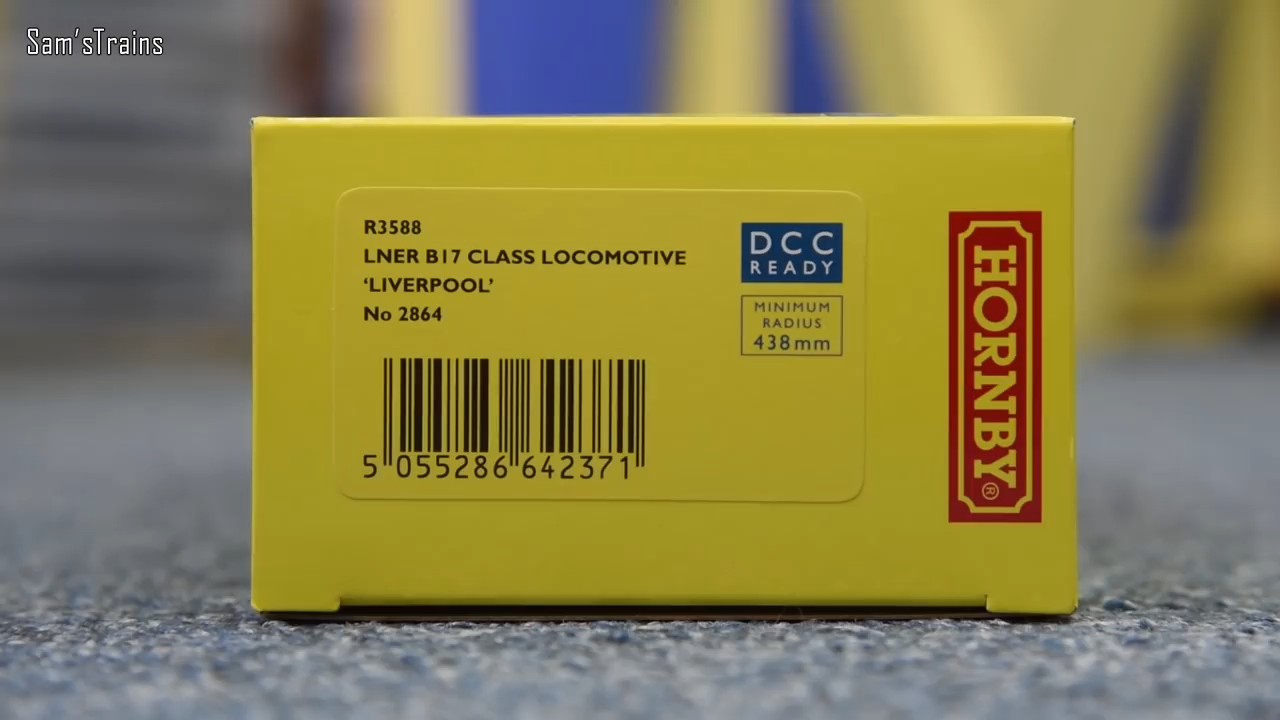 Sam'sTrains
R3588
LNER B17 CLASS LOCOMOTIVE
‘LIVERPOOL’
No 2864
5 055286 642371
DCC
READY
MINIMUM
RADIUS
438mm
HORNBY®